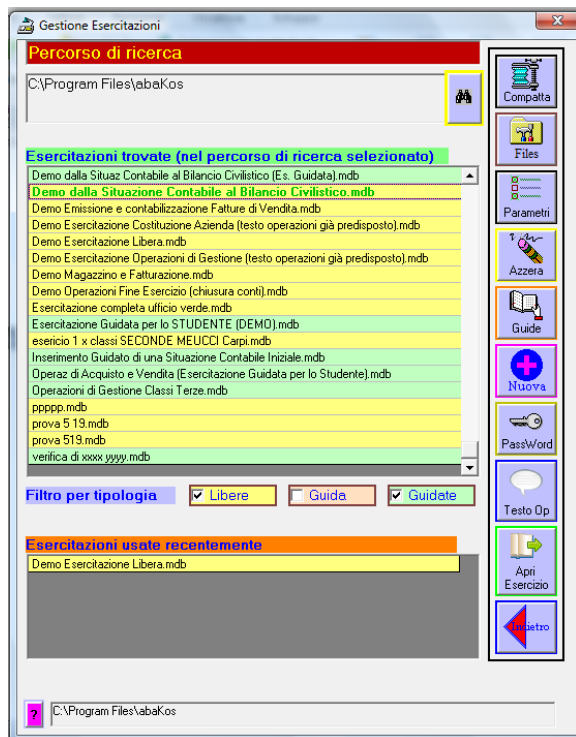 Gestione Esercitazioni
Percorso di ricerca
C:\Program Files\abaKos
Esercitazioni trovate (nel percorso di ricerca selezionato)
Demo dalla Situaz Contabile al Bilancio Civilistico (Es. Guidata).mdb
Demo dalla Situazione Contabile al Bilancio Civilistico.mdb
Demo Emissione e contabilizzazione Fatture di Vendita.mdb
Demo Esercitazione Costituzione Azienda (testo operazioni già predisposto).mdb
Demo Esercitazione Libera.mdb
Demo Esercitazione Operazioni di Gestione (testo operazioni già predisposto).mdb
Demo Magazzino e Fatturazione.mdb
Demo Operazioni Fine Esercizio (chiusura conti).mdb
Esercitazione completa ufficio verde.mdb
Esercitazione Guidata per lo STUDENTE (DEMO).mdb
esericio 1 x classi SECONDE MEUCCI Carpi.mdb
Inserimento Guidato di una Situazione Contabile Iniziale.mdb
Operaz di Acquisto e Vendita (Esercitazione Guidata per lo Studente).mdb
Operazioni di Gestione Classi Terze.mdb
ppppp.mdb
prova 5 19.mdb
prova 519.mdb
verifica di xxxx yyyy.mdb
Filtro per tipologia Libere Guida Guidate
Esercitazioni usate recentemente
Demo Esercitazione Libera.mdb
? C:\Program Files\abaKos
Compatta
Files
Parametri
Azzera
Guide
Nuova
PassWord
Testo Op
Apri
Esercizio
Indietro